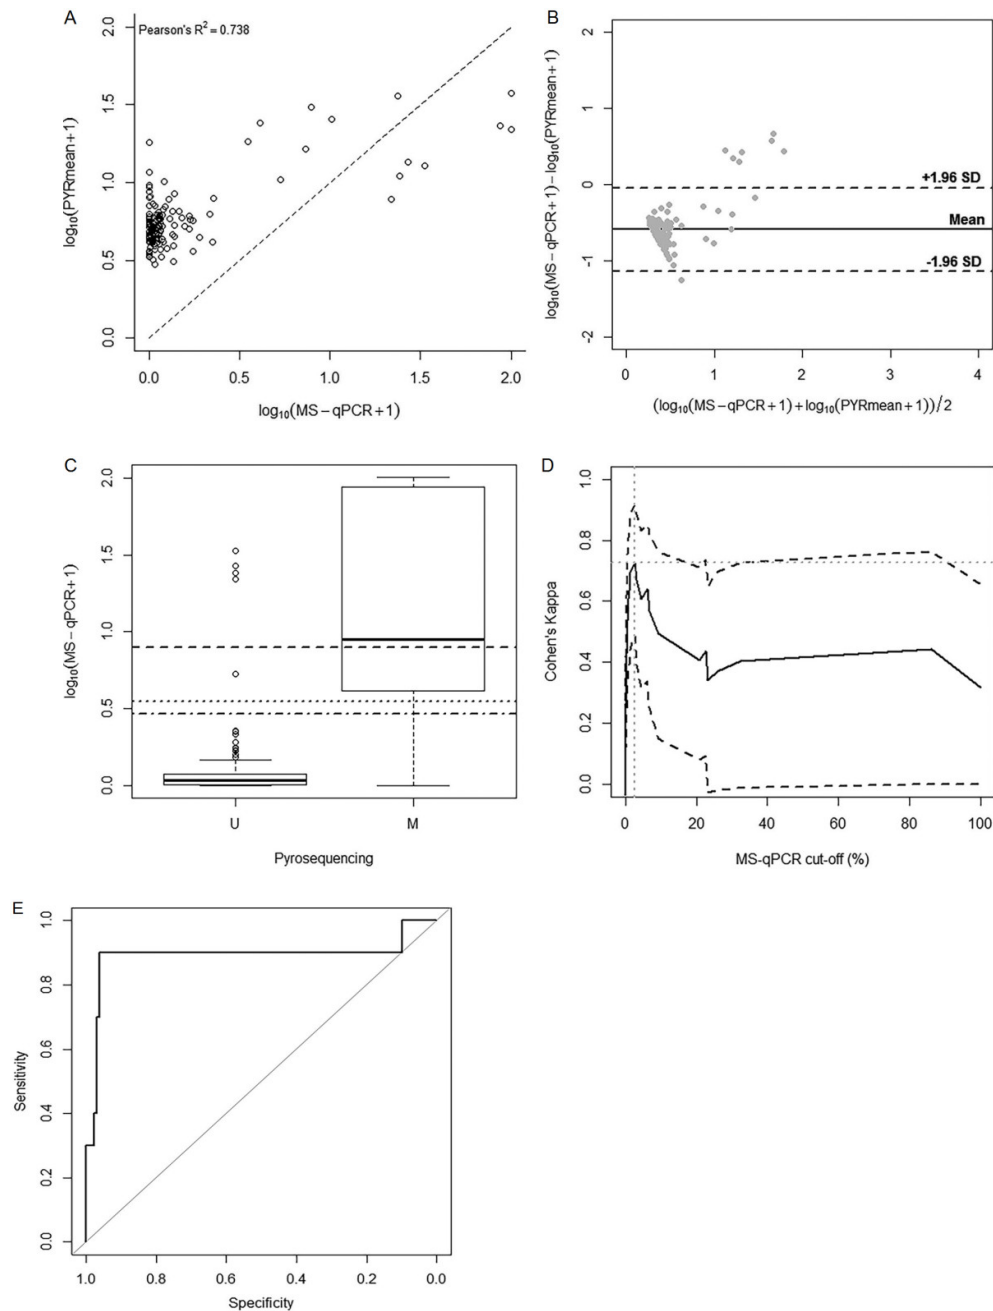 A
Pearson's R² = 0.738
log₁₀(PYRmean+1)
2.0
1.5
1.0
0.5
0.0
0.0 0.5 1.0 1.5 2.0
log₁₀(MS−qPCR+1)
B
log₁₀(MS−qPCR+1)−log₁₀(PYRmean+1)
2
1
0
-1
-2
+1.96 SD
Mean
-1.96 SD
0 1 2 3 4
(log₁₀(MS−qPCR+1)+log₁₀(PYRmean+1))/2
C
log₁₀(MS−qPCR+1)
2.0
1.5
1.0
0.5
0.0
U M
Pyrosequencing
D
Cohen's Kappa
1.0
0.8
0.6
0.4
0.2
0.0
0 20 40 60 80 100
MS-qPCR cut-off (%)
E
Sensitivity
1.0
0.8
0.6
0.4
0.2
0.0
1.0 0.8 0.6 0.4 0.2 0.0
Specificity